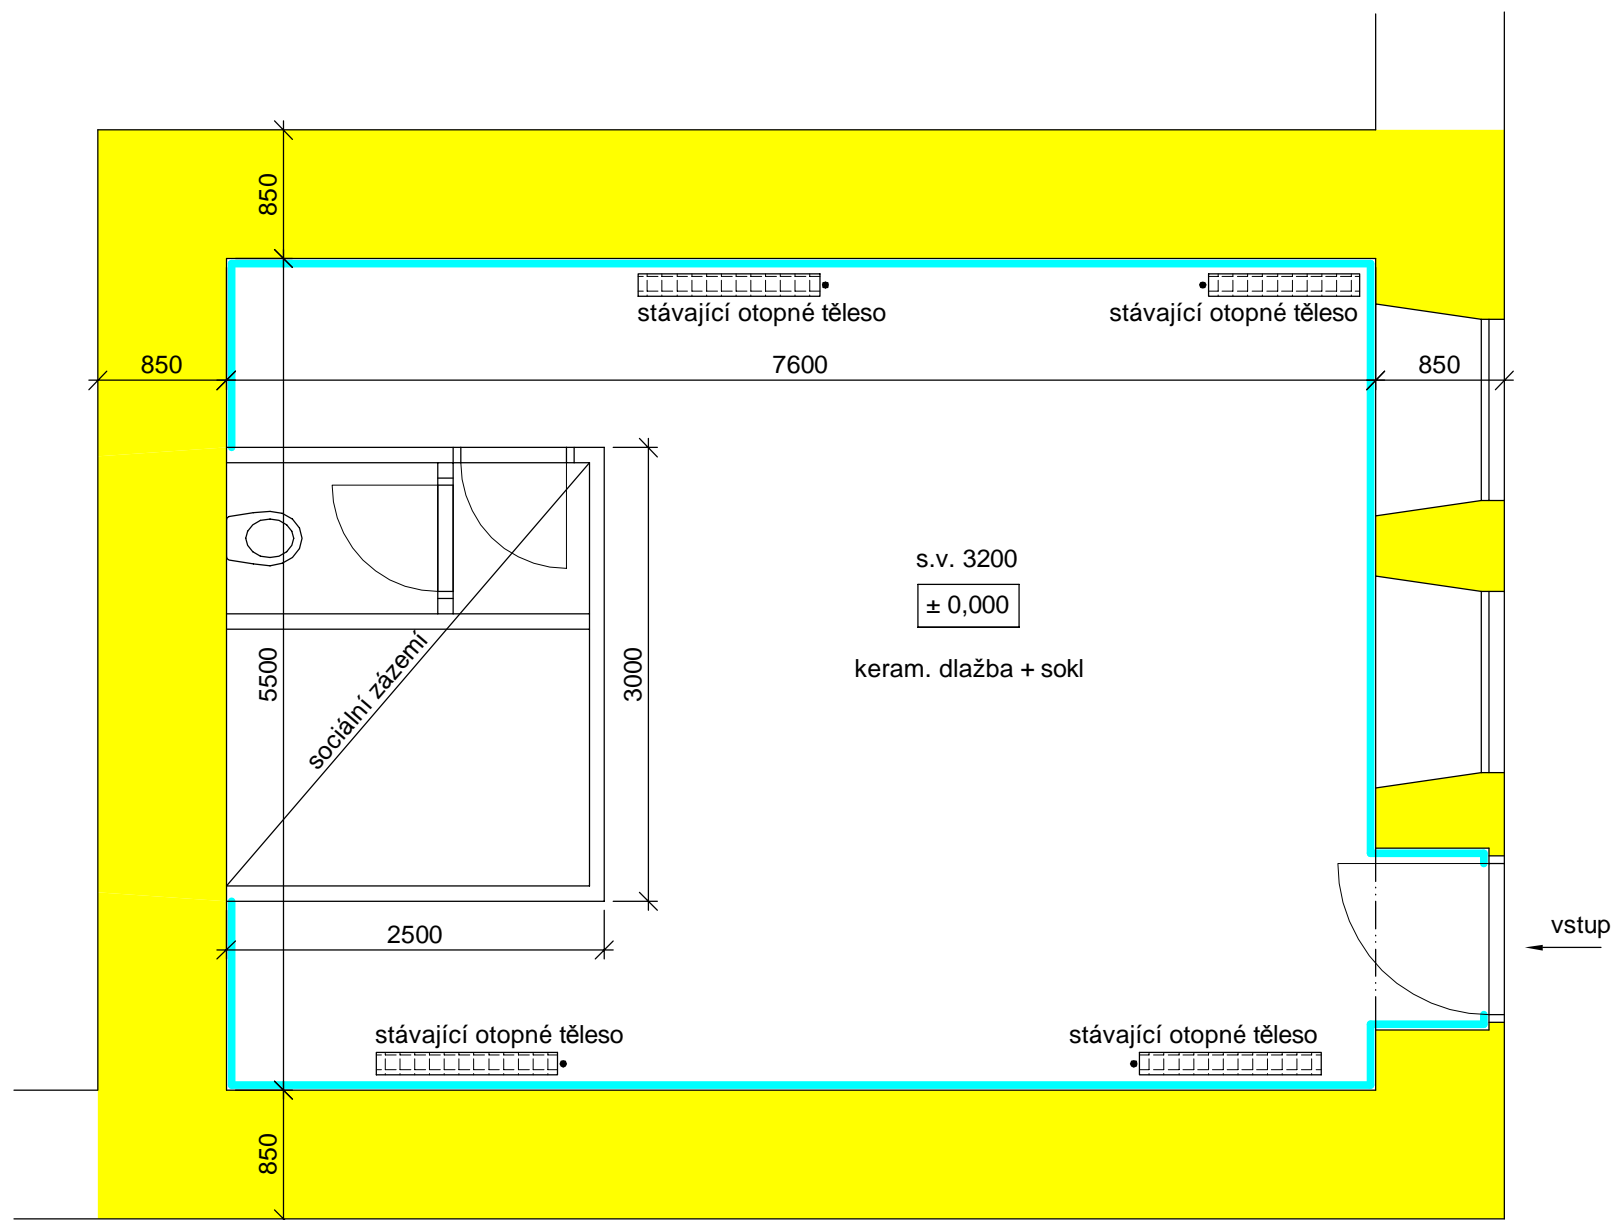 850
stávající otopné těleso
stávající otopné těleso
850
7600
850
s.v. 3200
± 0,000
keram. dlažba + sokl
5500
sociální zázemí
3000
vstup
2500
stávající otopné těleso
stávající otopné těleso
850